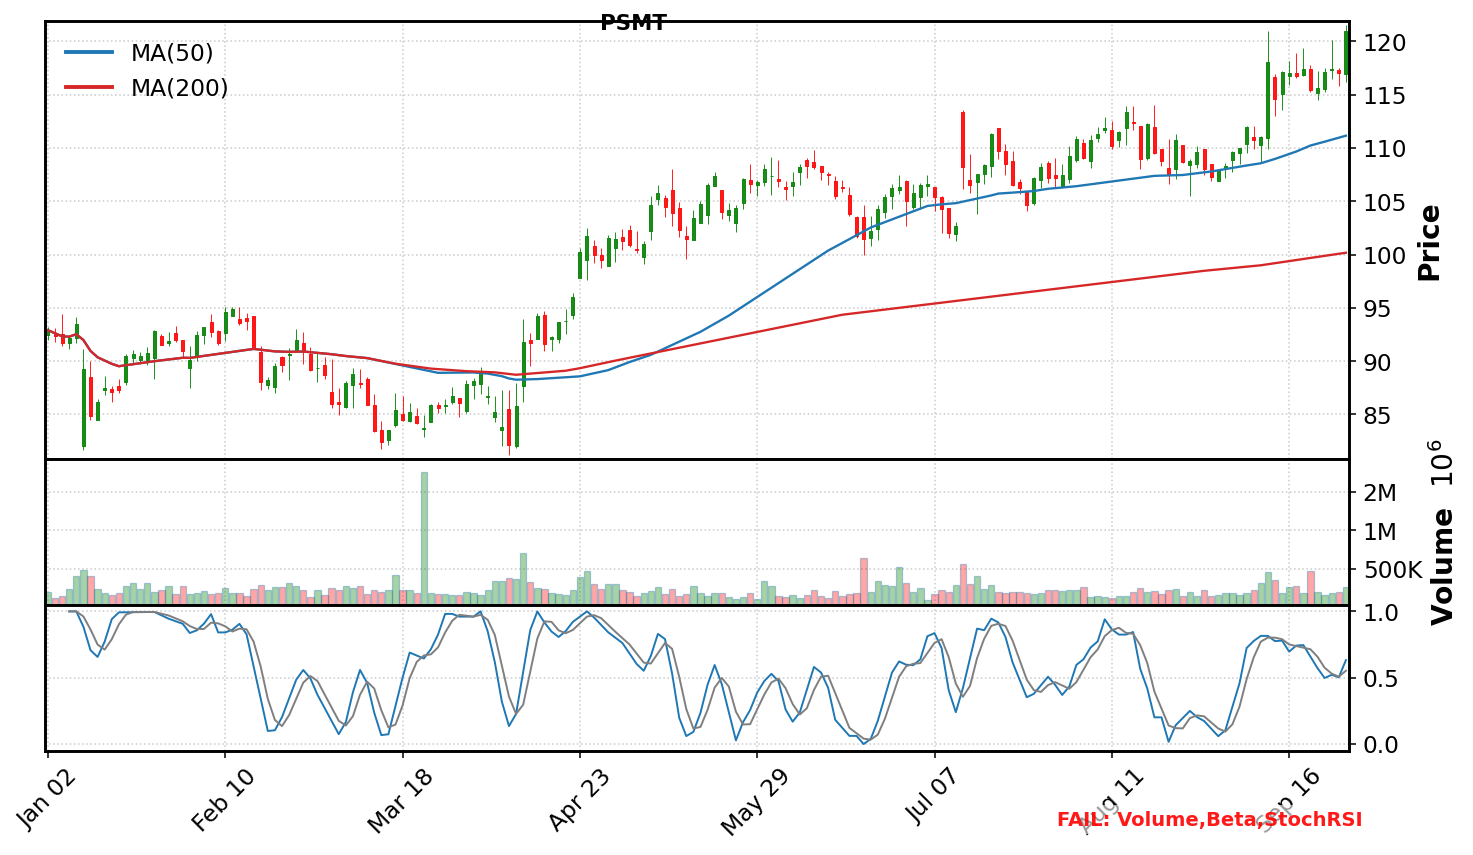 PSMT
MA(50)
MA(200)
120
115
110
105
100
95
90
85
Price
2M
1M
500K
Volume 10^6
1.0
0.5
0.0
Jan 02
Feb 10
Mar 18
Apr 23
May 29
Jul 07
Aug 11
Sep 16
FAIL: Volume,Beta,StochRSI